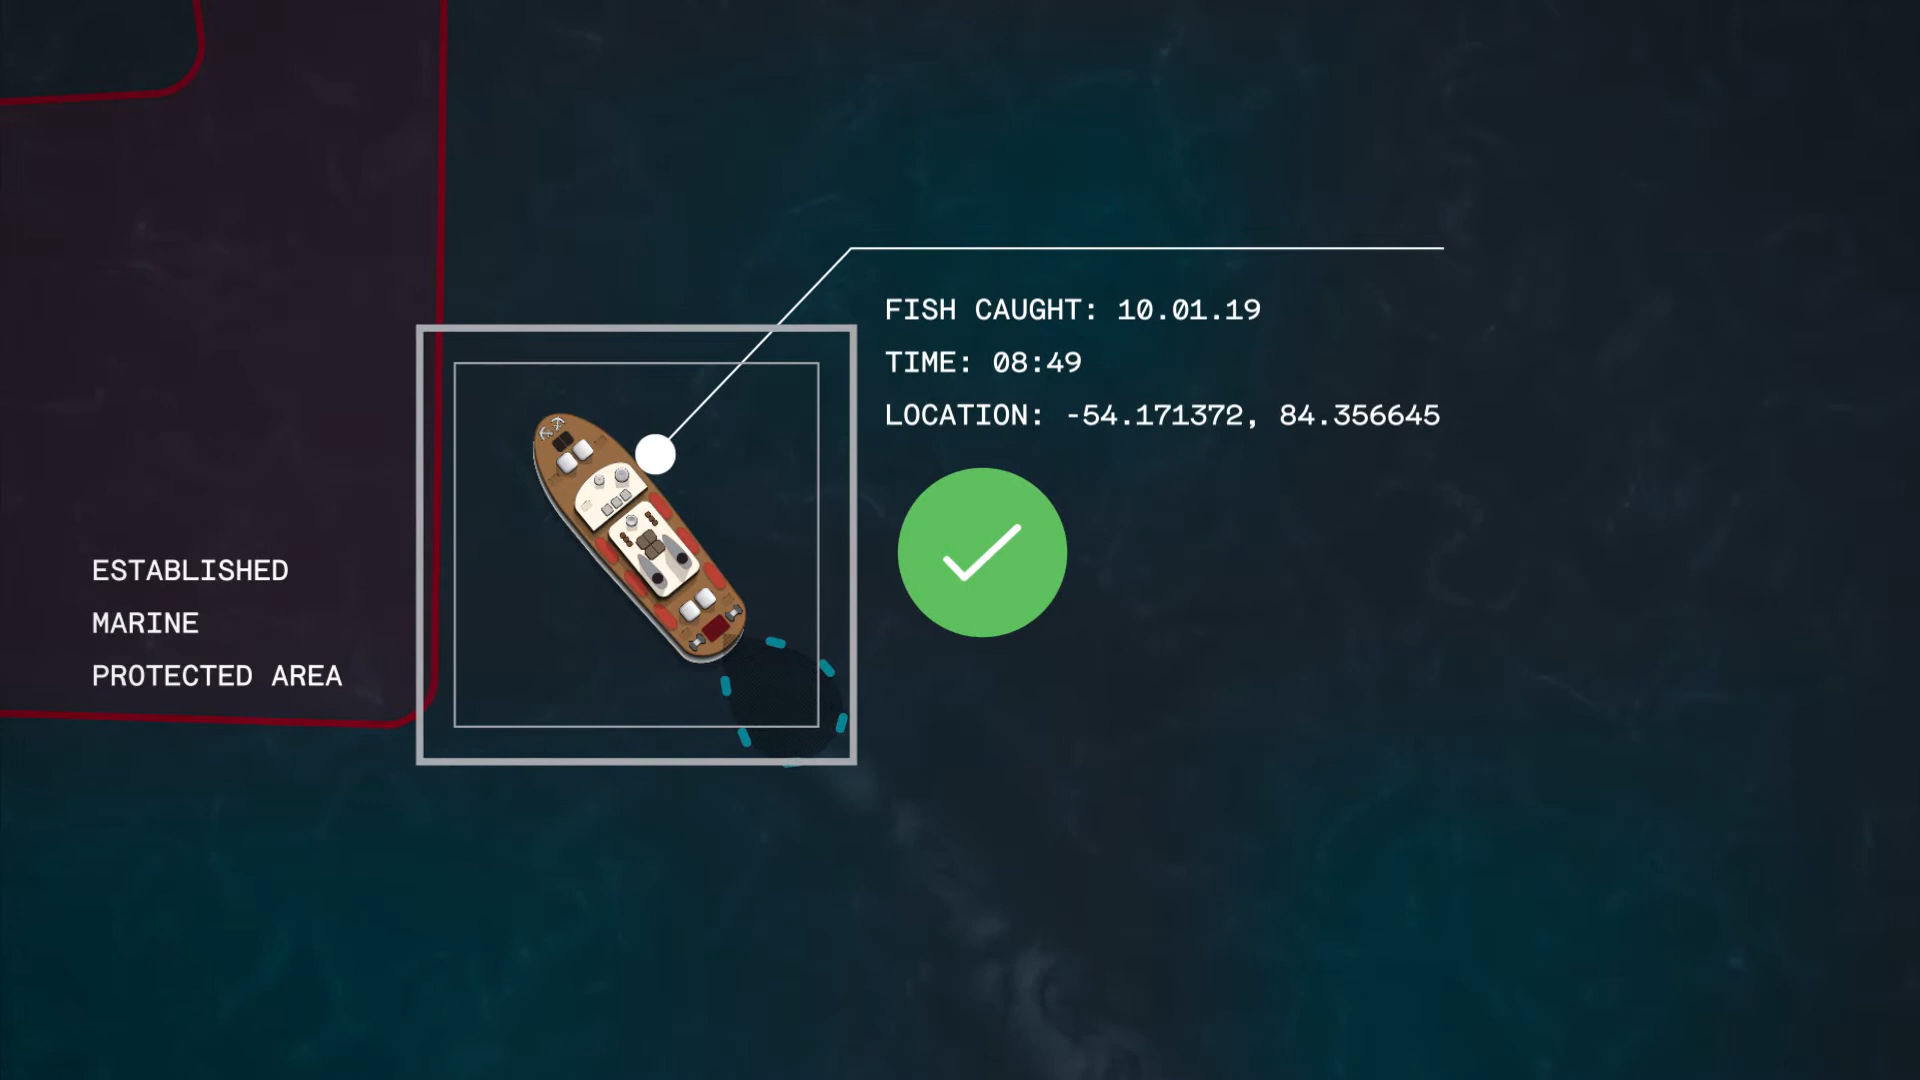 FISH CAUGHT: 10.01.19
TIME: 08:49
LOCATION: -54.171372, 84.356645
ESTABLISHED
MARINE
PROTECTED AREA